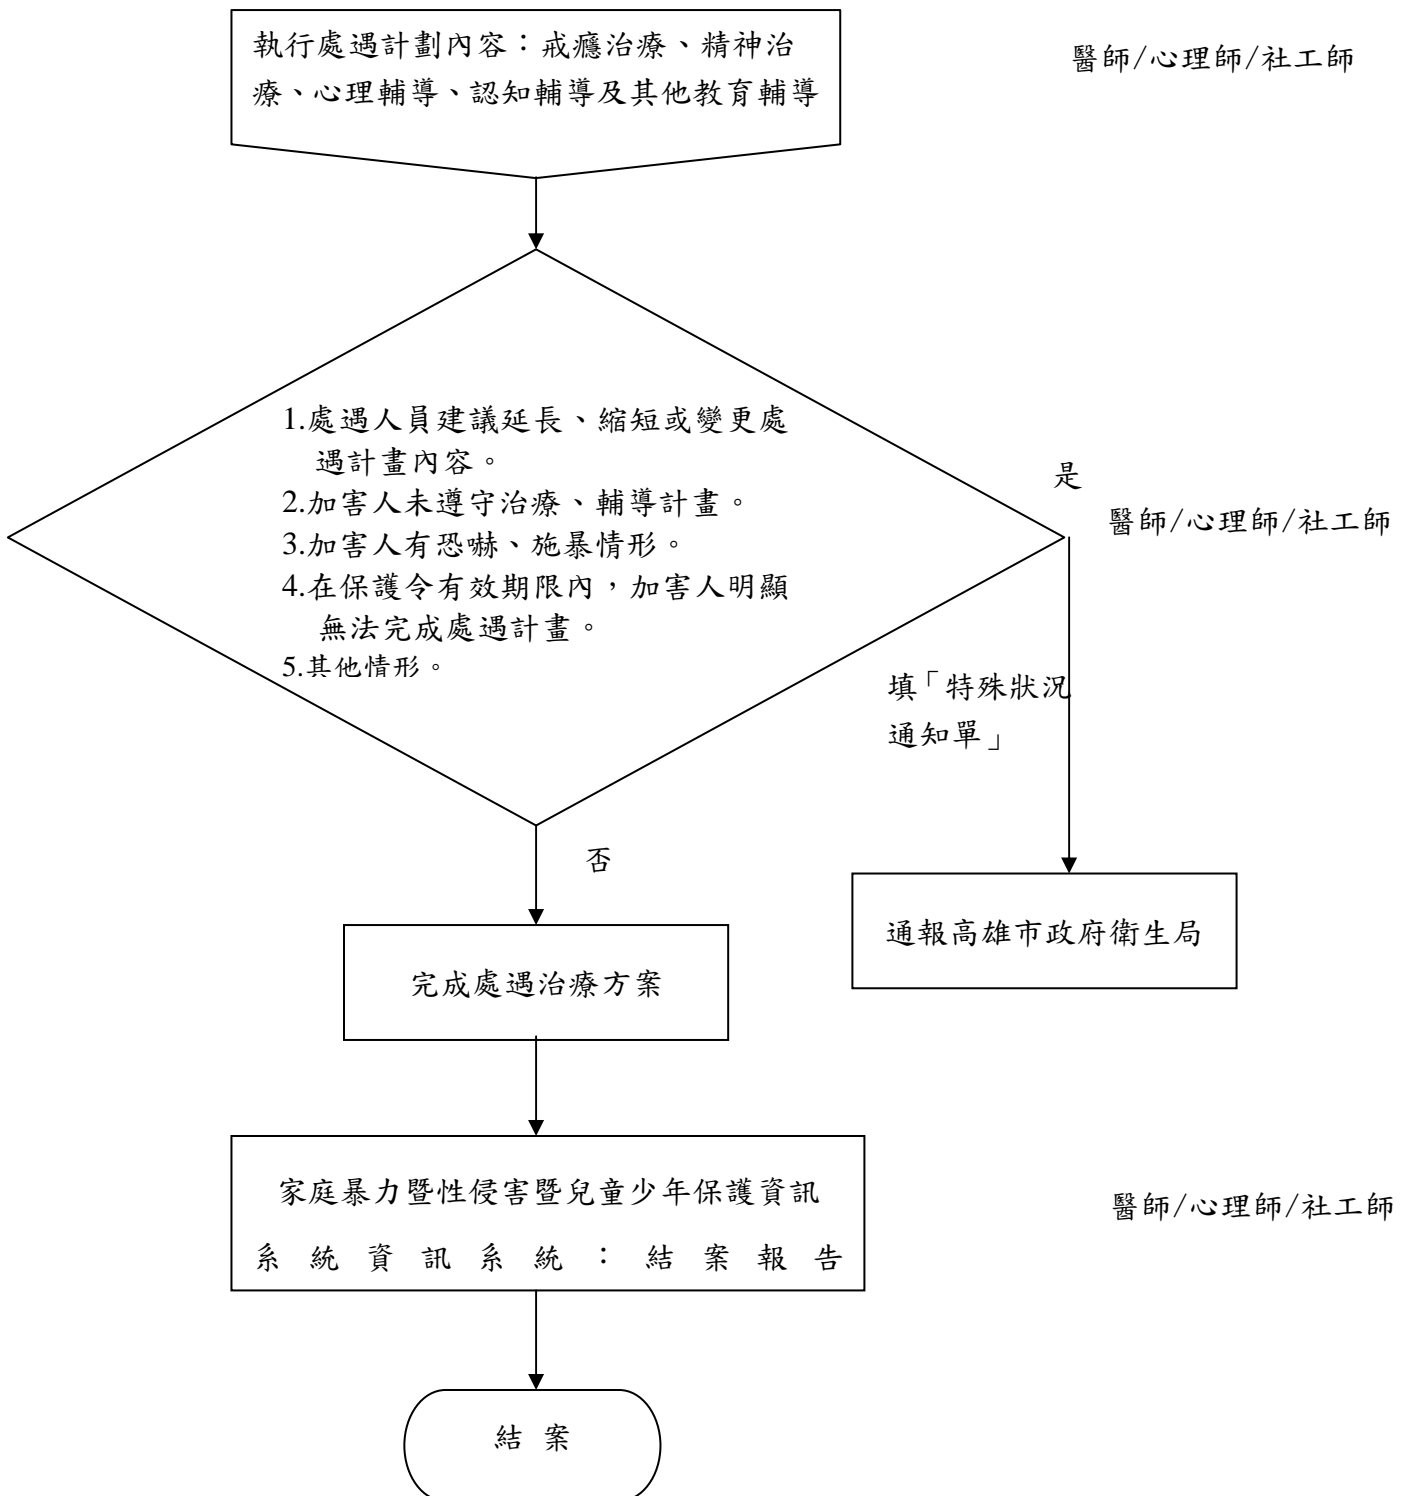 執行處遇計劃內容：戒癮治療、精神治
療、心理輔導、認知輔導及其他教育輔導
醫師/心理師/社工師
1.處遇人員建議延長、縮短或變更處
遇計畫內容。
2.加害人未遵守治療、輔導計畫。
3.加害人有恐嚇、施暴情形。
4.在保護令有效期限內，加害人明顯
無法完成處遇計畫。
5.其他情形。
是
醫師/心理師/社工師
填「特殊狀況
通知單」
否
通報高雄市政府衛生局
完成處遇治療方案
家庭暴力暨性侵害暨兒童少年保護資訊
系統資訊系統：結案報告
醫師/心理師/社工師
結 案